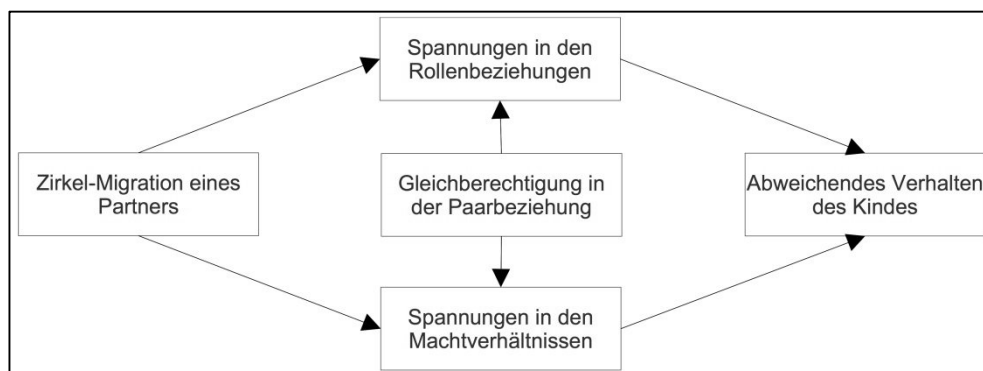 Spannungen in den
Rollenbeziehungen
Zirkel-Migration eines
Partners
Gleichberechtigung in
der Paarbeziehung
Abweichendes Verhalten
des Kindes
Spannungen in den
Machtverhältnissen